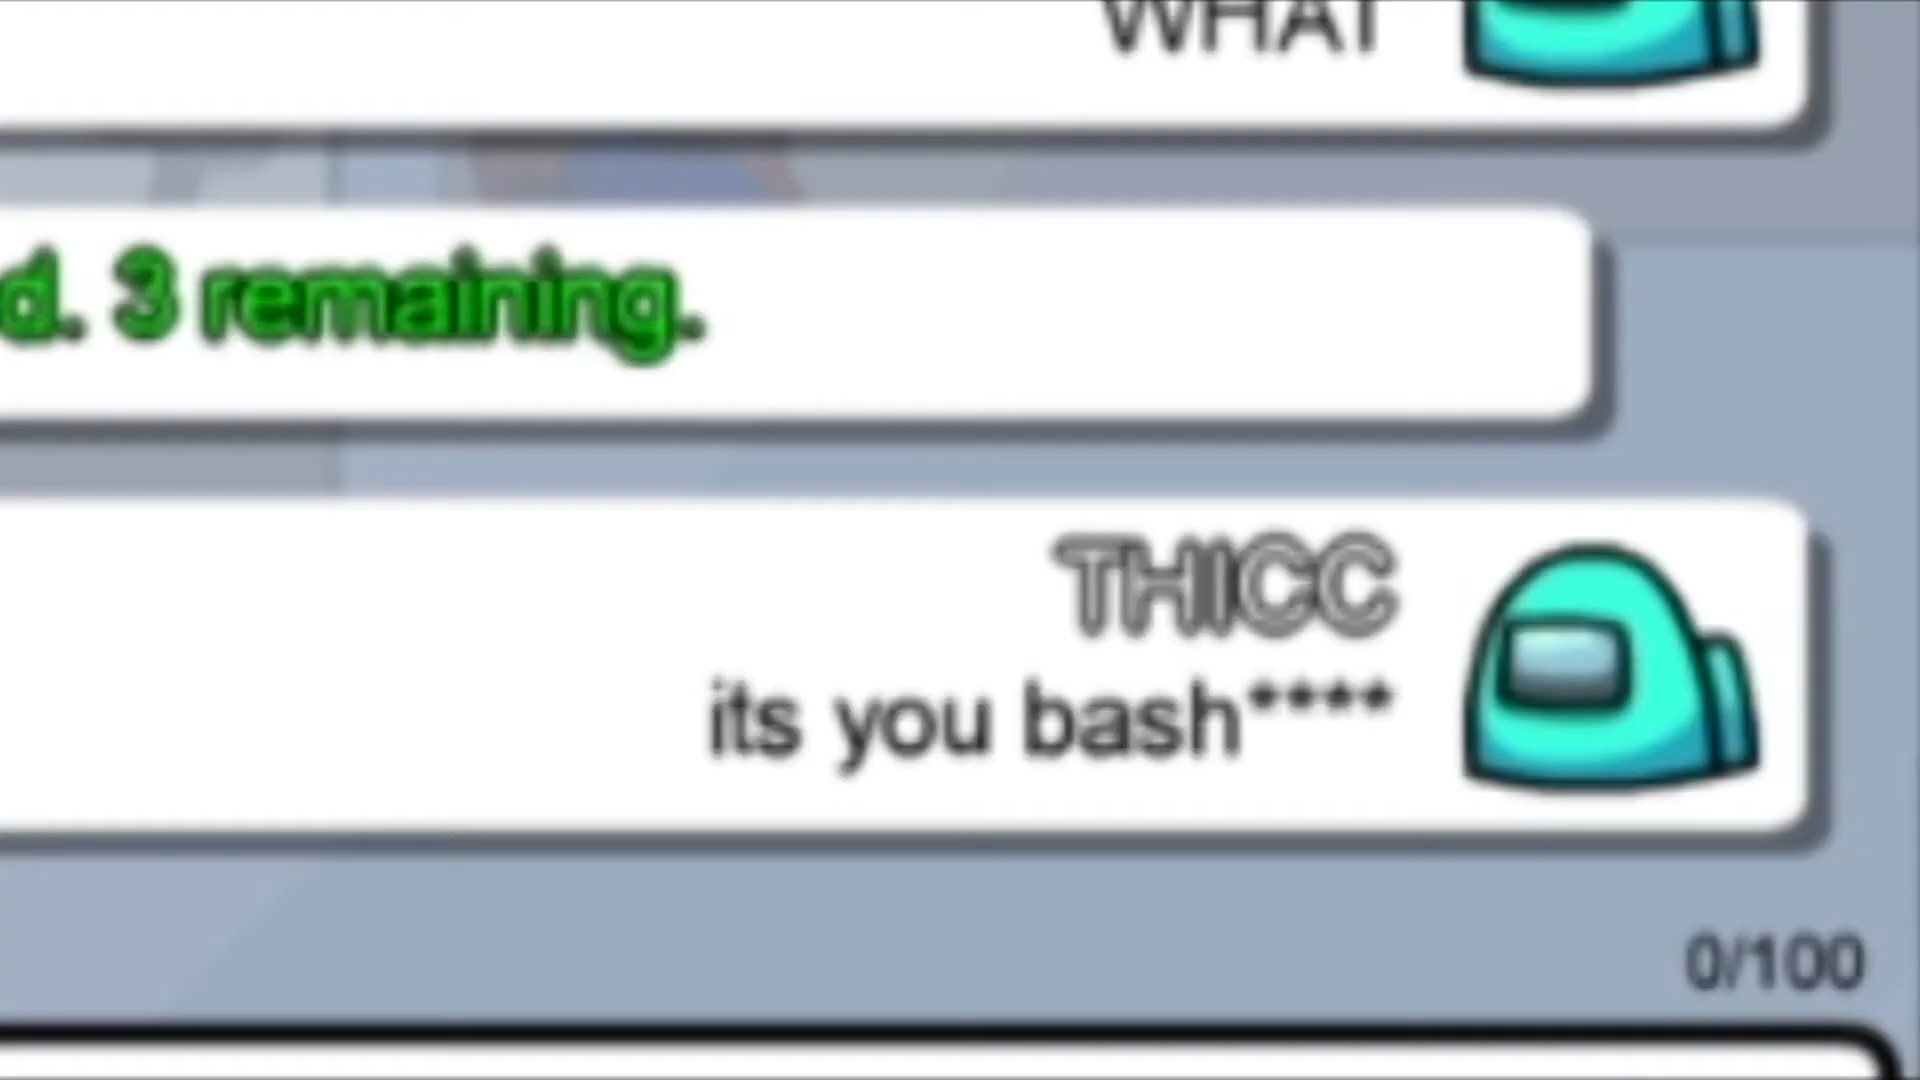 WHAT
d. 3 remaining.
THICC
its you bash****
0/100